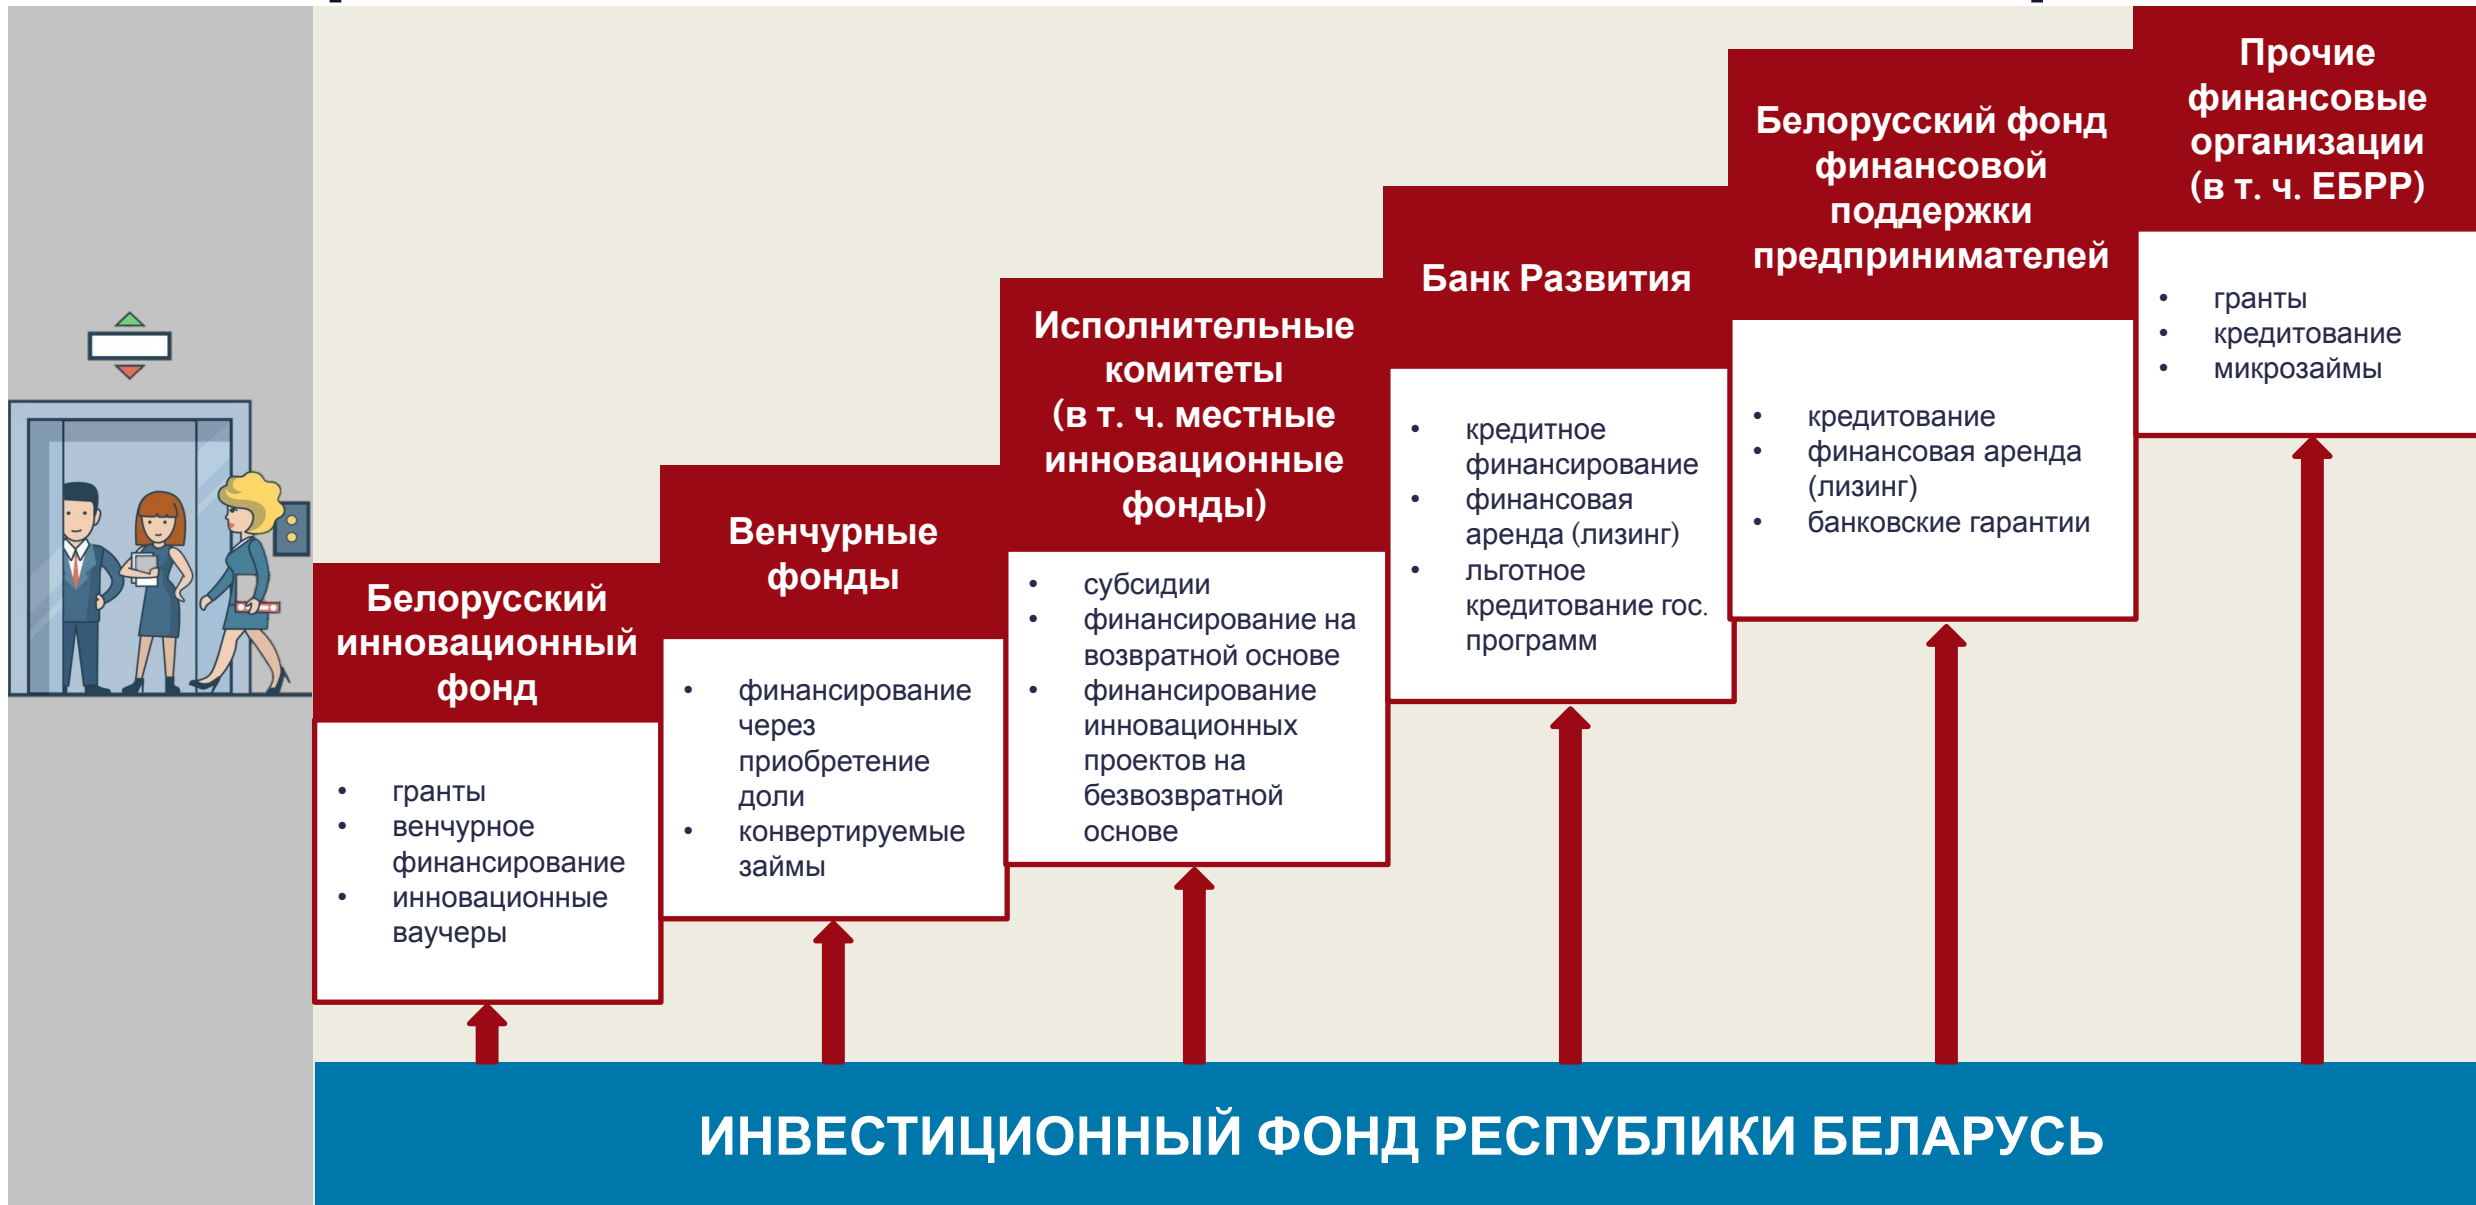 Белорусский
инновационный
фонд
• гранты
• венчурное
финансирование
• инновационные
ваучеры
Венчурные
фонды
• финансирование
через
приобретение
доли
• конвертируемые
займы
Исполнительные
комитеты
(в т. ч. местные
инновационные
фонды)
• субсидии
• финансирование на
возвратной основе
• финансирование
инновационных
проектов на
безвозвратной
основе
Банк Развития
• кредитное
финансирование
• финансовая
аренда (лизинг)
• льготное
кредитование гос.
программ
Белорусский фонд
финансовой
поддержки
предпринимателей
• кредитование
• финансовая аренда
(лизинг)
• банковские гарантии
Прочие
финансовые
организации
(в т. ч. ЕБРР)
• гранты
• кредитование
• микрозаймы
ИНВЕСТИЦИОННЫЙ ФОНД РЕСПУБЛИКИ БЕЛАРУСЬ